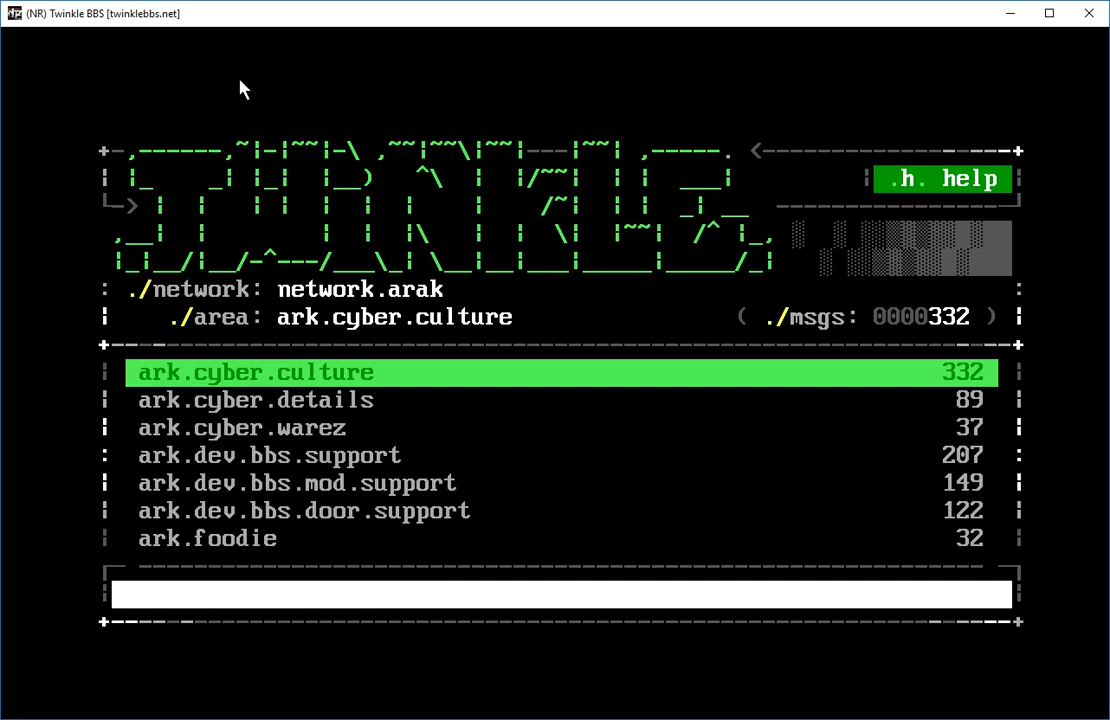 (NR) Twinkle BBS [twinklebbs.net]
TWINKLE
.h. help
./network: network.arak
./area: ark.cyber.culture ( ./msgs: 0000332 )
ark.cyber.culture 332
ark.cyber.details 89
ark.cyber.warez 37
ark.dev.bbs.support 207
ark.dev.bbs.mod.support 149
ark.dev.bbs.door.support 122
ark.foodie 32